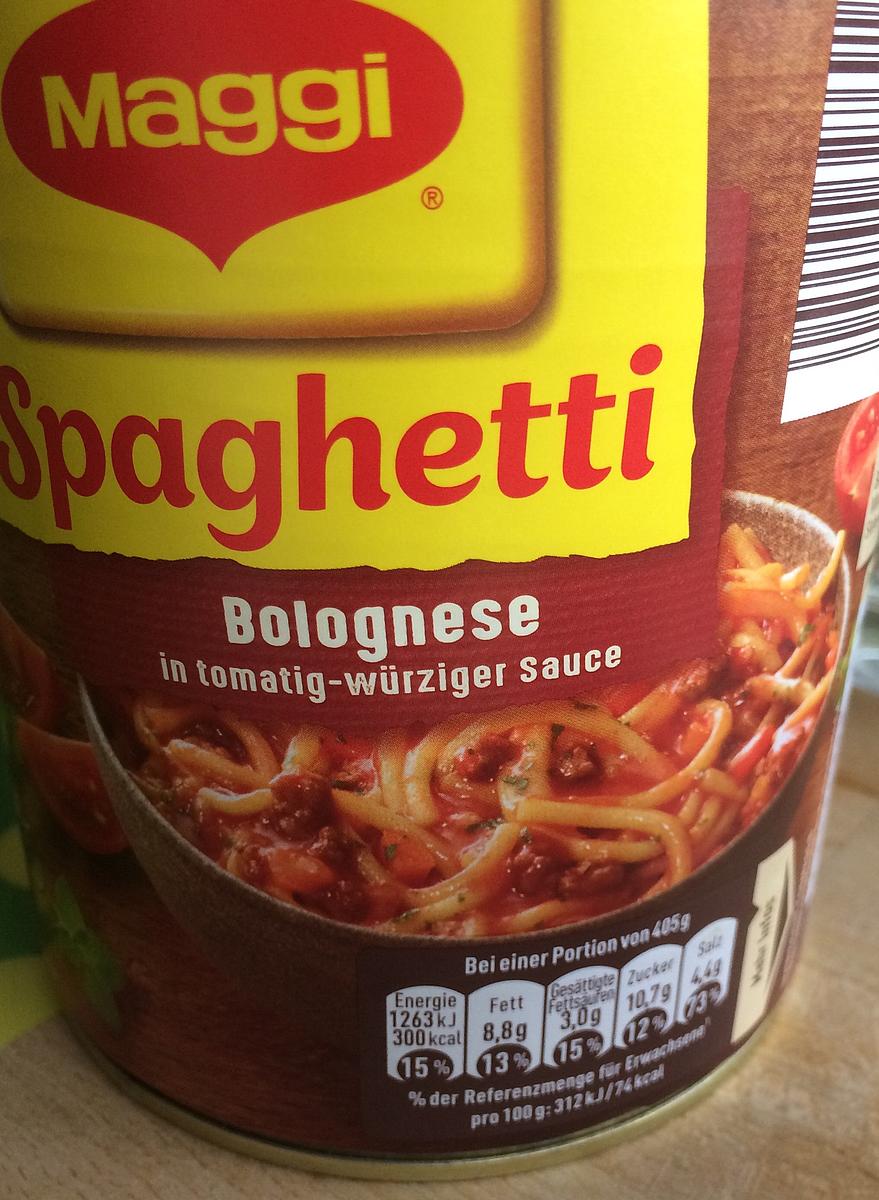 Maggi
®
Spaghetti
Bolognese
in tomatig-würziger Sauce
Bei einer Portion von 405g
Energie
1263 kJ
300 kcal
15 %
Fett
8,8g
13 %
Gesättigte
Fettsäuren
3,0g
15 %
Zucker
10,7g
12 %
Salz
4,4g
73%
% der Referenzmenge für Erwachsene
pro 100g: 312 kJ/74 kcal
Mehr Infos